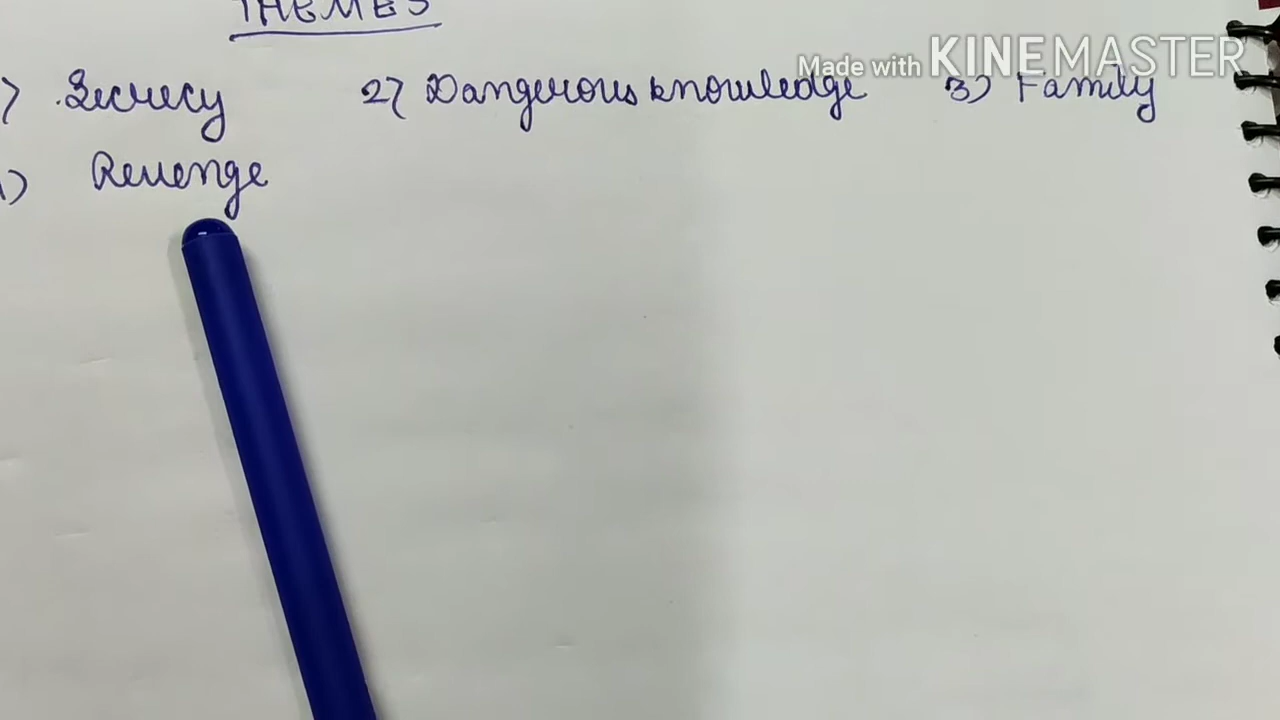 THEMES
Made with KINEMASTER
) Secrecy 2) Dangerous knowledge 3) Family
) Revenge